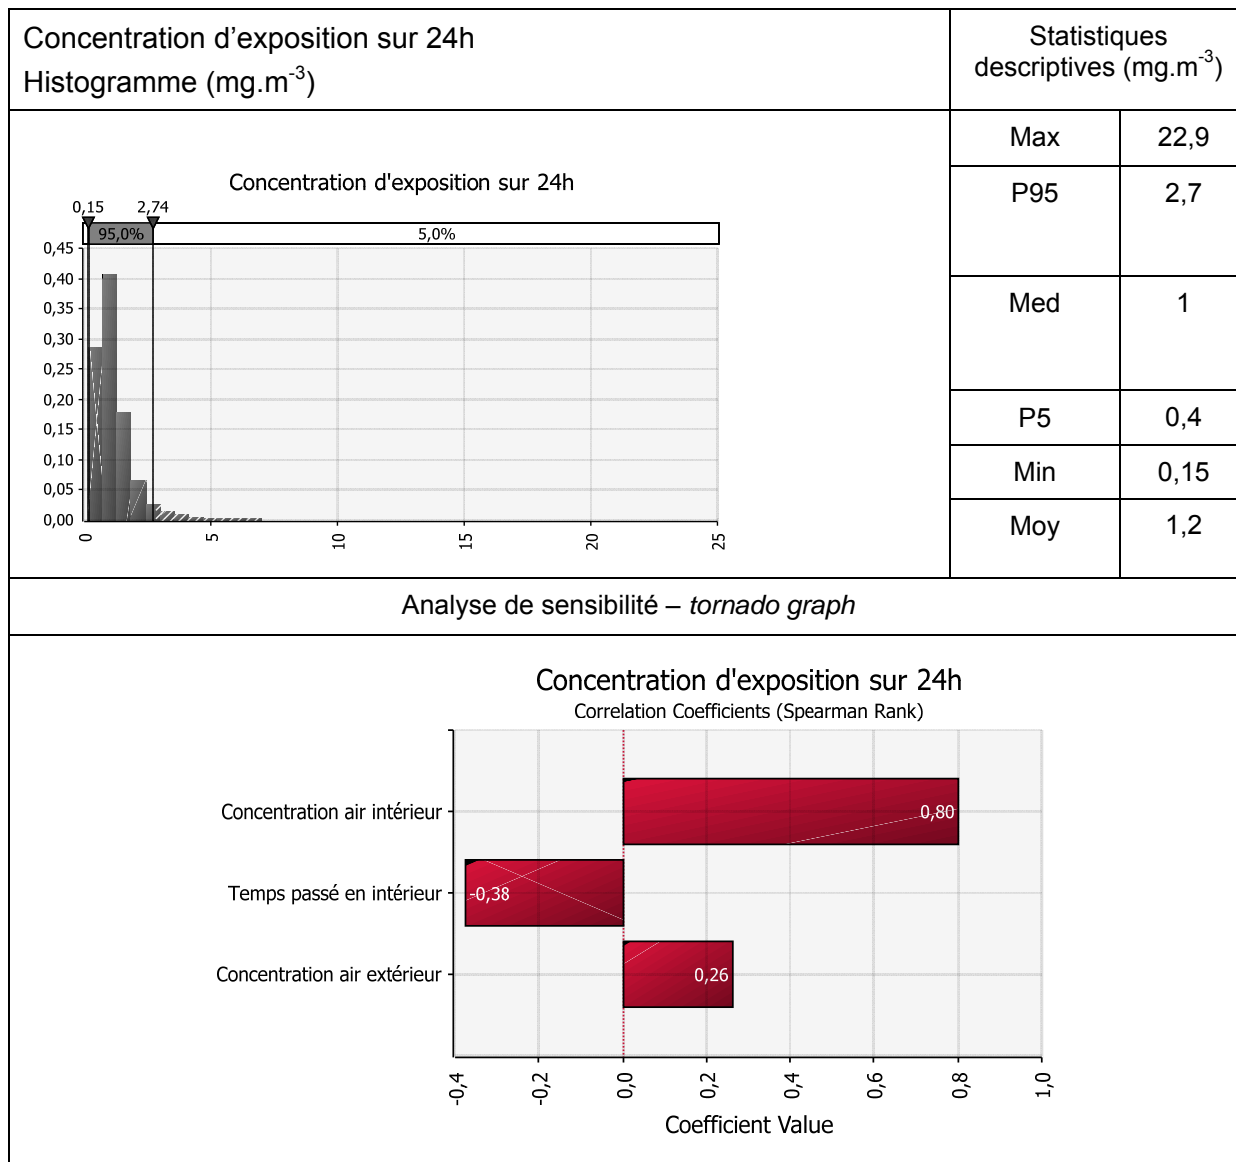 Concentration d’exposition sur 24h
Histogramme (mg.m-3)
Statistiques
descriptives (mg.m-3)
Concentration d'exposition sur 24h
0,15 2,74
95,0% 5,0%
0,45
0,40
0,35
0,30
0,25
0,20
0,15
0,10
0,05
0,00
0 5 10 15 20 25
Max 22,9
P95 2,7
Med 1
P5 0,4
Min 0,15
Moy 1,2
Analyse de sensibilité – tornado graph
Concentration d'exposition sur 24h
Correlation Coefficients (Spearman Rank)
Concentration air intérieur 0,80
Temps passé en intérieur -0,38
Concentration air extérieur 0,26
-0,4 -0,2 0,0 0,2 0,4 0,6 0,8 1,0
Coefficient Value